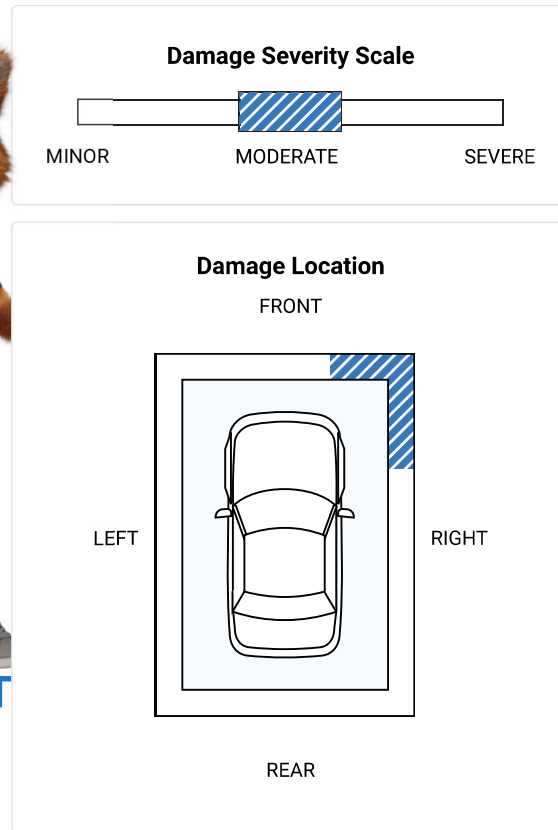 Damage Severity Scale
MINOR MODERATE SEVERE
Damage Location
FRONT
LEFT RIGHT
REAR